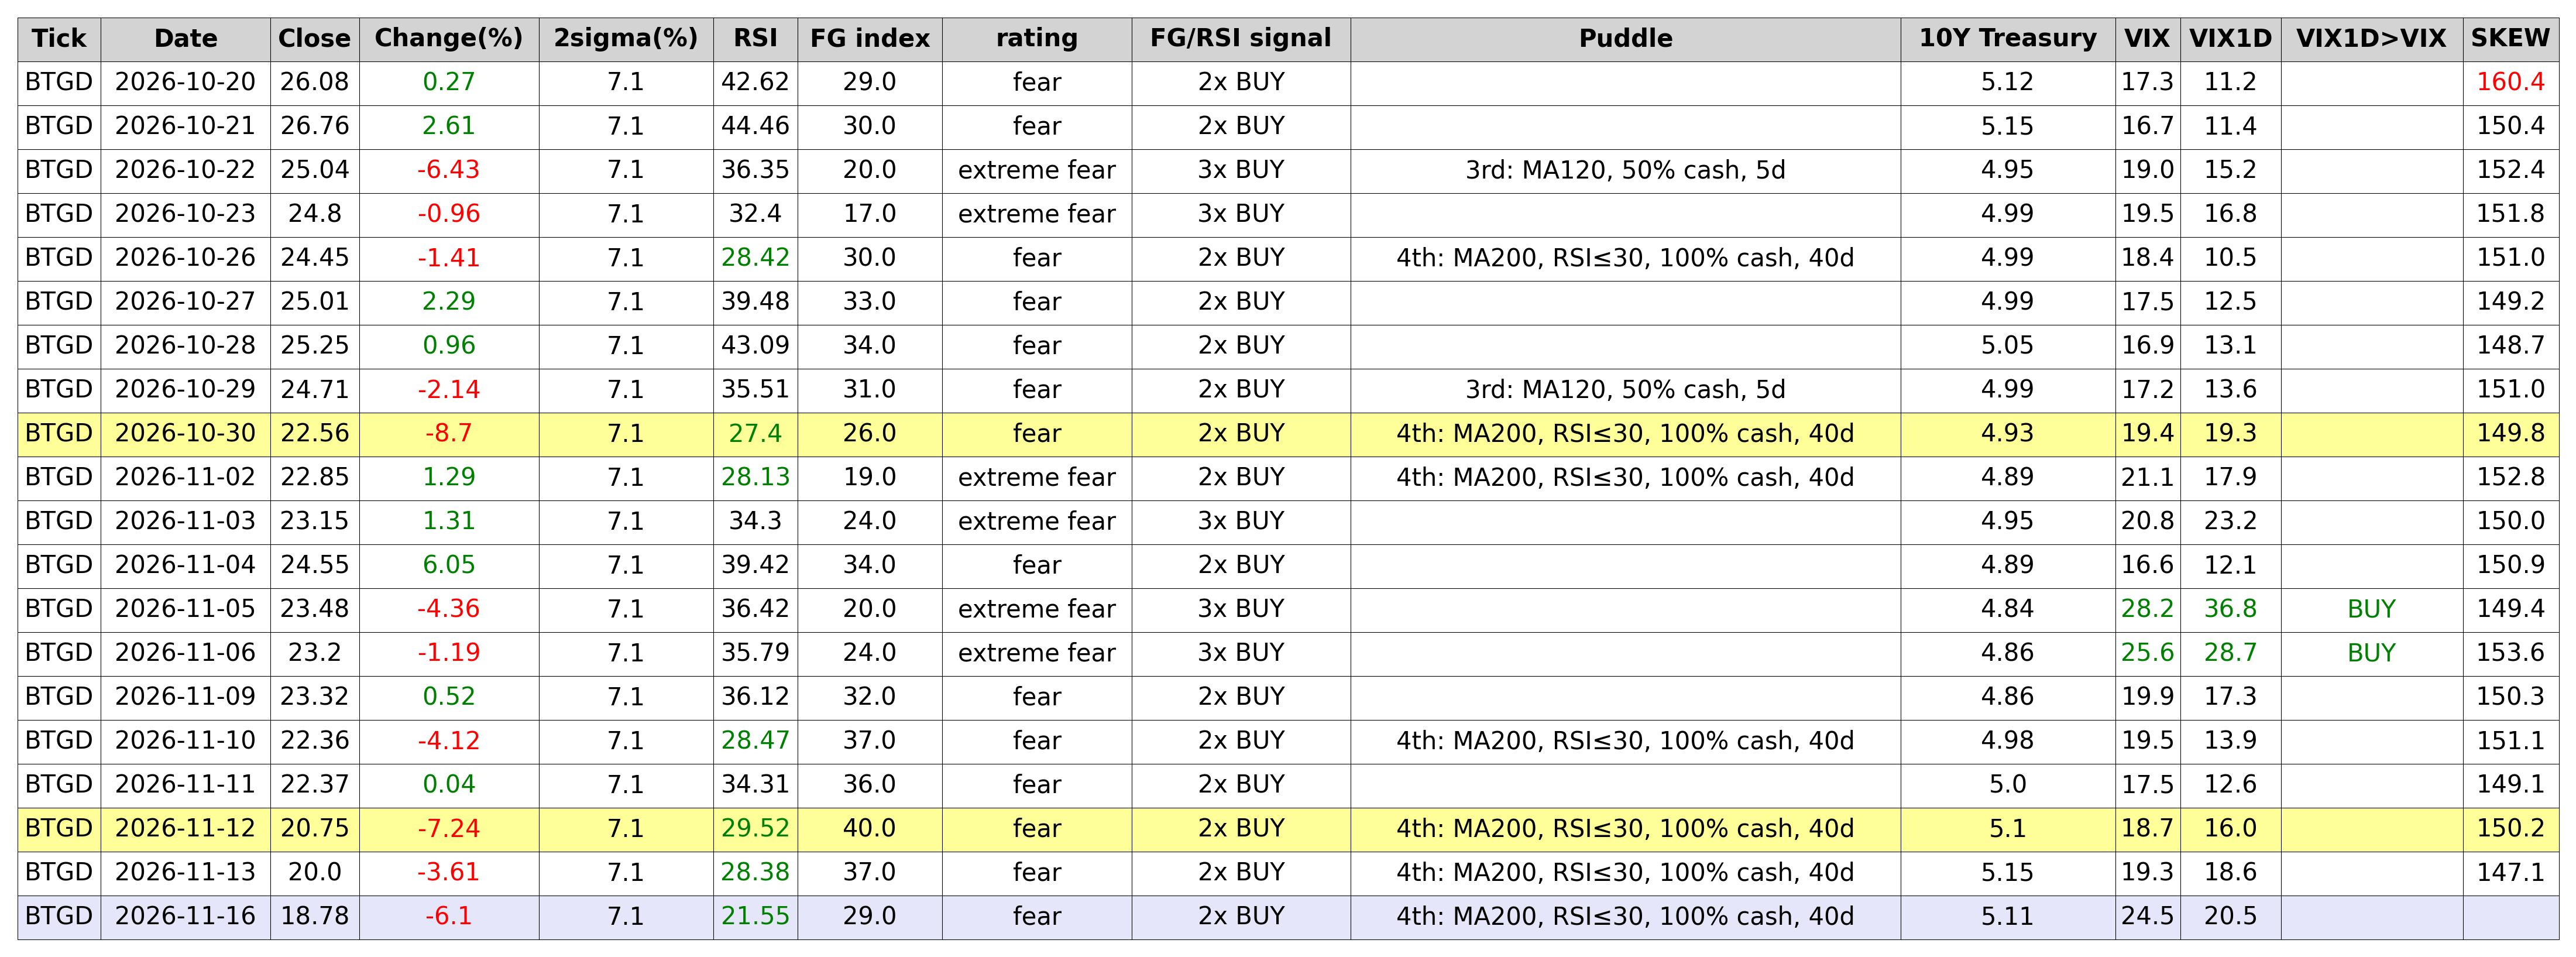 Tick Date Close Change(%) 2sigma(%) RSI FG index rating FG/RSI signal Puddle 10Y Treasury VIX VIX1D VIX1D>VIX SKEW
BTGD 2026-10-20 26.08 0.27 7.1 42.62 29.0 fear 2x BUY 5.12 17.3 11.2 160.4
BTGD 2026-10-21 26.76 2.61 7.1 44.46 30.0 fear 2x BUY 5.15 16.7 11.4 150.4
BTGD 2026-10-22 25.04 -6.43 7.1 36.35 20.0 extreme fear 3x BUY 3rd: MA120, 50% cash, 5d 4.95 19.0 15.2 152.4
BTGD 2026-10-23 24.8 -0.96 7.1 32.4 17.0 extreme fear 3x BUY 4.99 19.5 16.8 151.8
BTGD 2026-10-26 24.45 -1.41 7.1 28.42 30.0 fear 2x BUY 4th: MA200, RSI≤30, 100% cash, 40d 4.99 18.4 10.5 151.0
BTGD 2026-10-27 25.01 2.29 7.1 39.48 33.0 fear 2x BUY 4.99 17.5 12.5 149.2
BTGD 2026-10-28 25.25 0.96 7.1 43.09 34.0 fear 2x BUY 5.05 16.9 13.1 148.7
BTGD 2026-10-29 24.71 -2.14 7.1 35.51 31.0 fear 2x BUY 3rd: MA120, 50% cash, 5d 4.99 17.2 13.6 151.0
BTGD 2026-10-30 22.56 -8.7 7.1 27.4 26.0 fear 2x BUY 4th: MA200, RSI≤30, 100% cash, 40d 4.93 19.4 19.3 149.8
BTGD 2026-11-02 22.85 1.29 7.1 28.13 19.0 extreme fear 2x BUY 4th: MA200, RSI≤30, 100% cash, 40d 4.89 21.1 17.9 152.8
BTGD 2026-11-03 23.15 1.31 7.1 34.3 24.0 extreme fear 3x BUY 4.95 20.8 23.2 150.0
BTGD 2026-11-04 24.55 6.05 7.1 39.42 34.0 fear 2x BUY 4.89 16.6 12.1 150.9
BTGD 2026-11-05 23.48 -4.36 7.1 36.42 20.0 extreme fear 3x BUY 4.84 28.2 36.8 BUY 149.4
BTGD 2026-11-06 23.2 -1.19 7.1 35.79 24.0 extreme fear 3x BUY 4.86 25.6 28.7 BUY 153.6
BTGD 2026-11-09 23.32 0.52 7.1 36.12 32.0 fear 2x BUY 4.86 19.9 17.3 150.3
BTGD 2026-11-10 22.36 -4.12 7.1 28.47 37.0 fear 2x BUY 4th: MA200, RSI≤30, 100% cash, 40d 4.98 19.5 13.9 151.1
BTGD 2026-11-11 22.37 0.04 7.1 34.31 36.0 fear 2x BUY 5.0 17.5 12.6 149.1
BTGD 2026-11-12 20.75 -7.24 7.1 29.52 40.0 fear 2x BUY 4th: MA200, RSI≤30, 100% cash, 40d 5.1 18.7 16.0 150.2
BTGD 2026-11-13 20.0 -3.61 7.1 28.38 37.0 fear 2x BUY 4th: MA200, RSI≤30, 100% cash, 40d 5.15 19.3 18.6 147.1
BTGD 2026-11-16 18.78 -6.1 7.1 21.55 29.0 fear 2x BUY 4th: MA200, RSI≤30, 100% cash, 40d 5.11 24.5 20.5